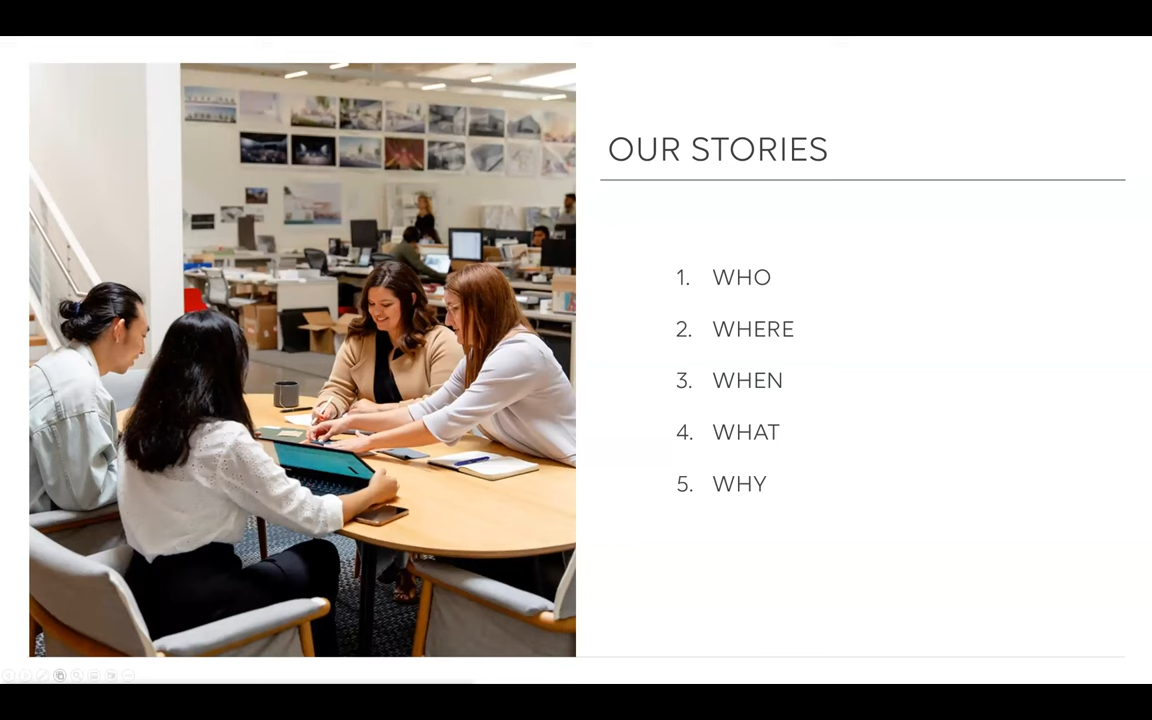 OUR STORIES
1. WHO
2. WHERE
3. WHEN
4. WHAT
5. WHY